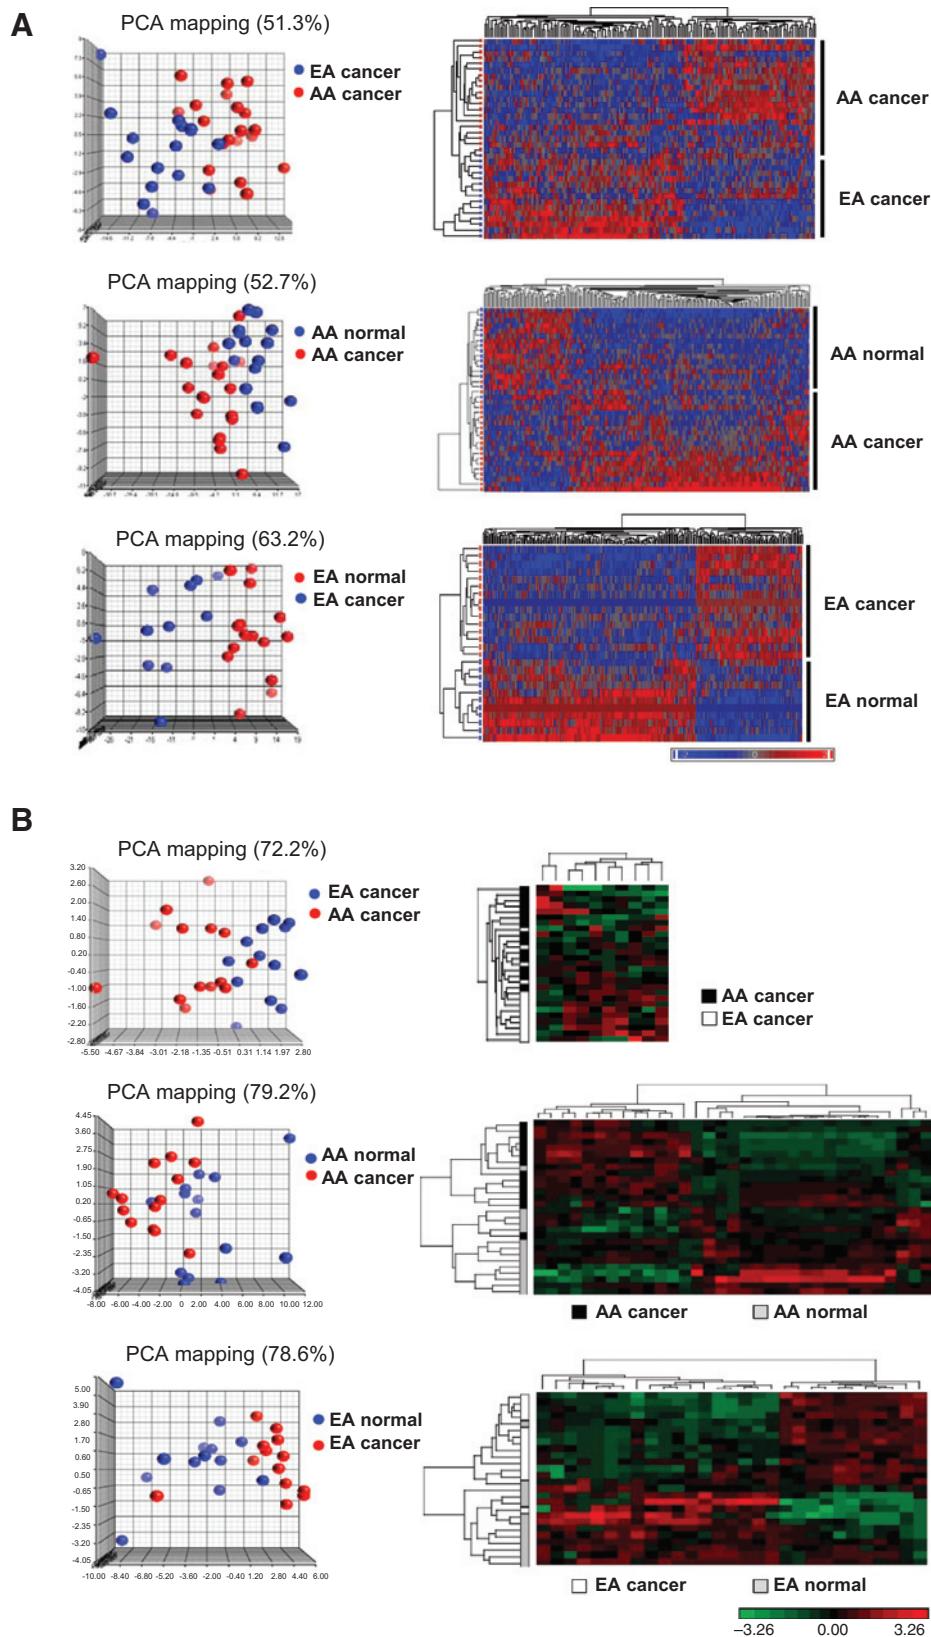 A
PCA mapping (51.3%)
EA cancer
AA cancer
AA cancer
EA cancer
PCA mapping (52.7%)
AA normal
AA cancer
AA normal
AA cancer
PCA mapping (63.2%)
EA normal
EA cancer
EA cancer
EA normal
B
PCA mapping (72.2%)
3.20
2.60
2.00
1.40
0.80
0.20
-0.40
-1.00
-1.60
-2.20
-2.80
-5.50 -4.67 -3.84 -3.01 -2.18 -1.35 -0.51 0.31 1.14 1.97 2.80
EA cancer
AA cancer
AA cancer
EA cancer
PCA mapping (79.2%)
4.45
3.60
2.75
1.90
1.05
0.20
-0.65
-1.50
-2.35
-3.20
-4.05
-8.00 -6.00 -4.00 -2.00 0 2.00 4.00 6.00 8.00 10.00 12.00
AA normal
AA cancer
AA cancer AA normal
PCA mapping (78.6%)
5.00
3.90
2.80
1.70
0.60
0.50
-0.65
-1.50
-2.35
-3.20
-4.05
-10.00 -8.40 -6.80 -5.20 -3.60 -2.00 -0.40 1.20 2.80 4.40 6.00
EA normal
EA cancer
EA cancer EA normal
−3.26 0.00 3.26